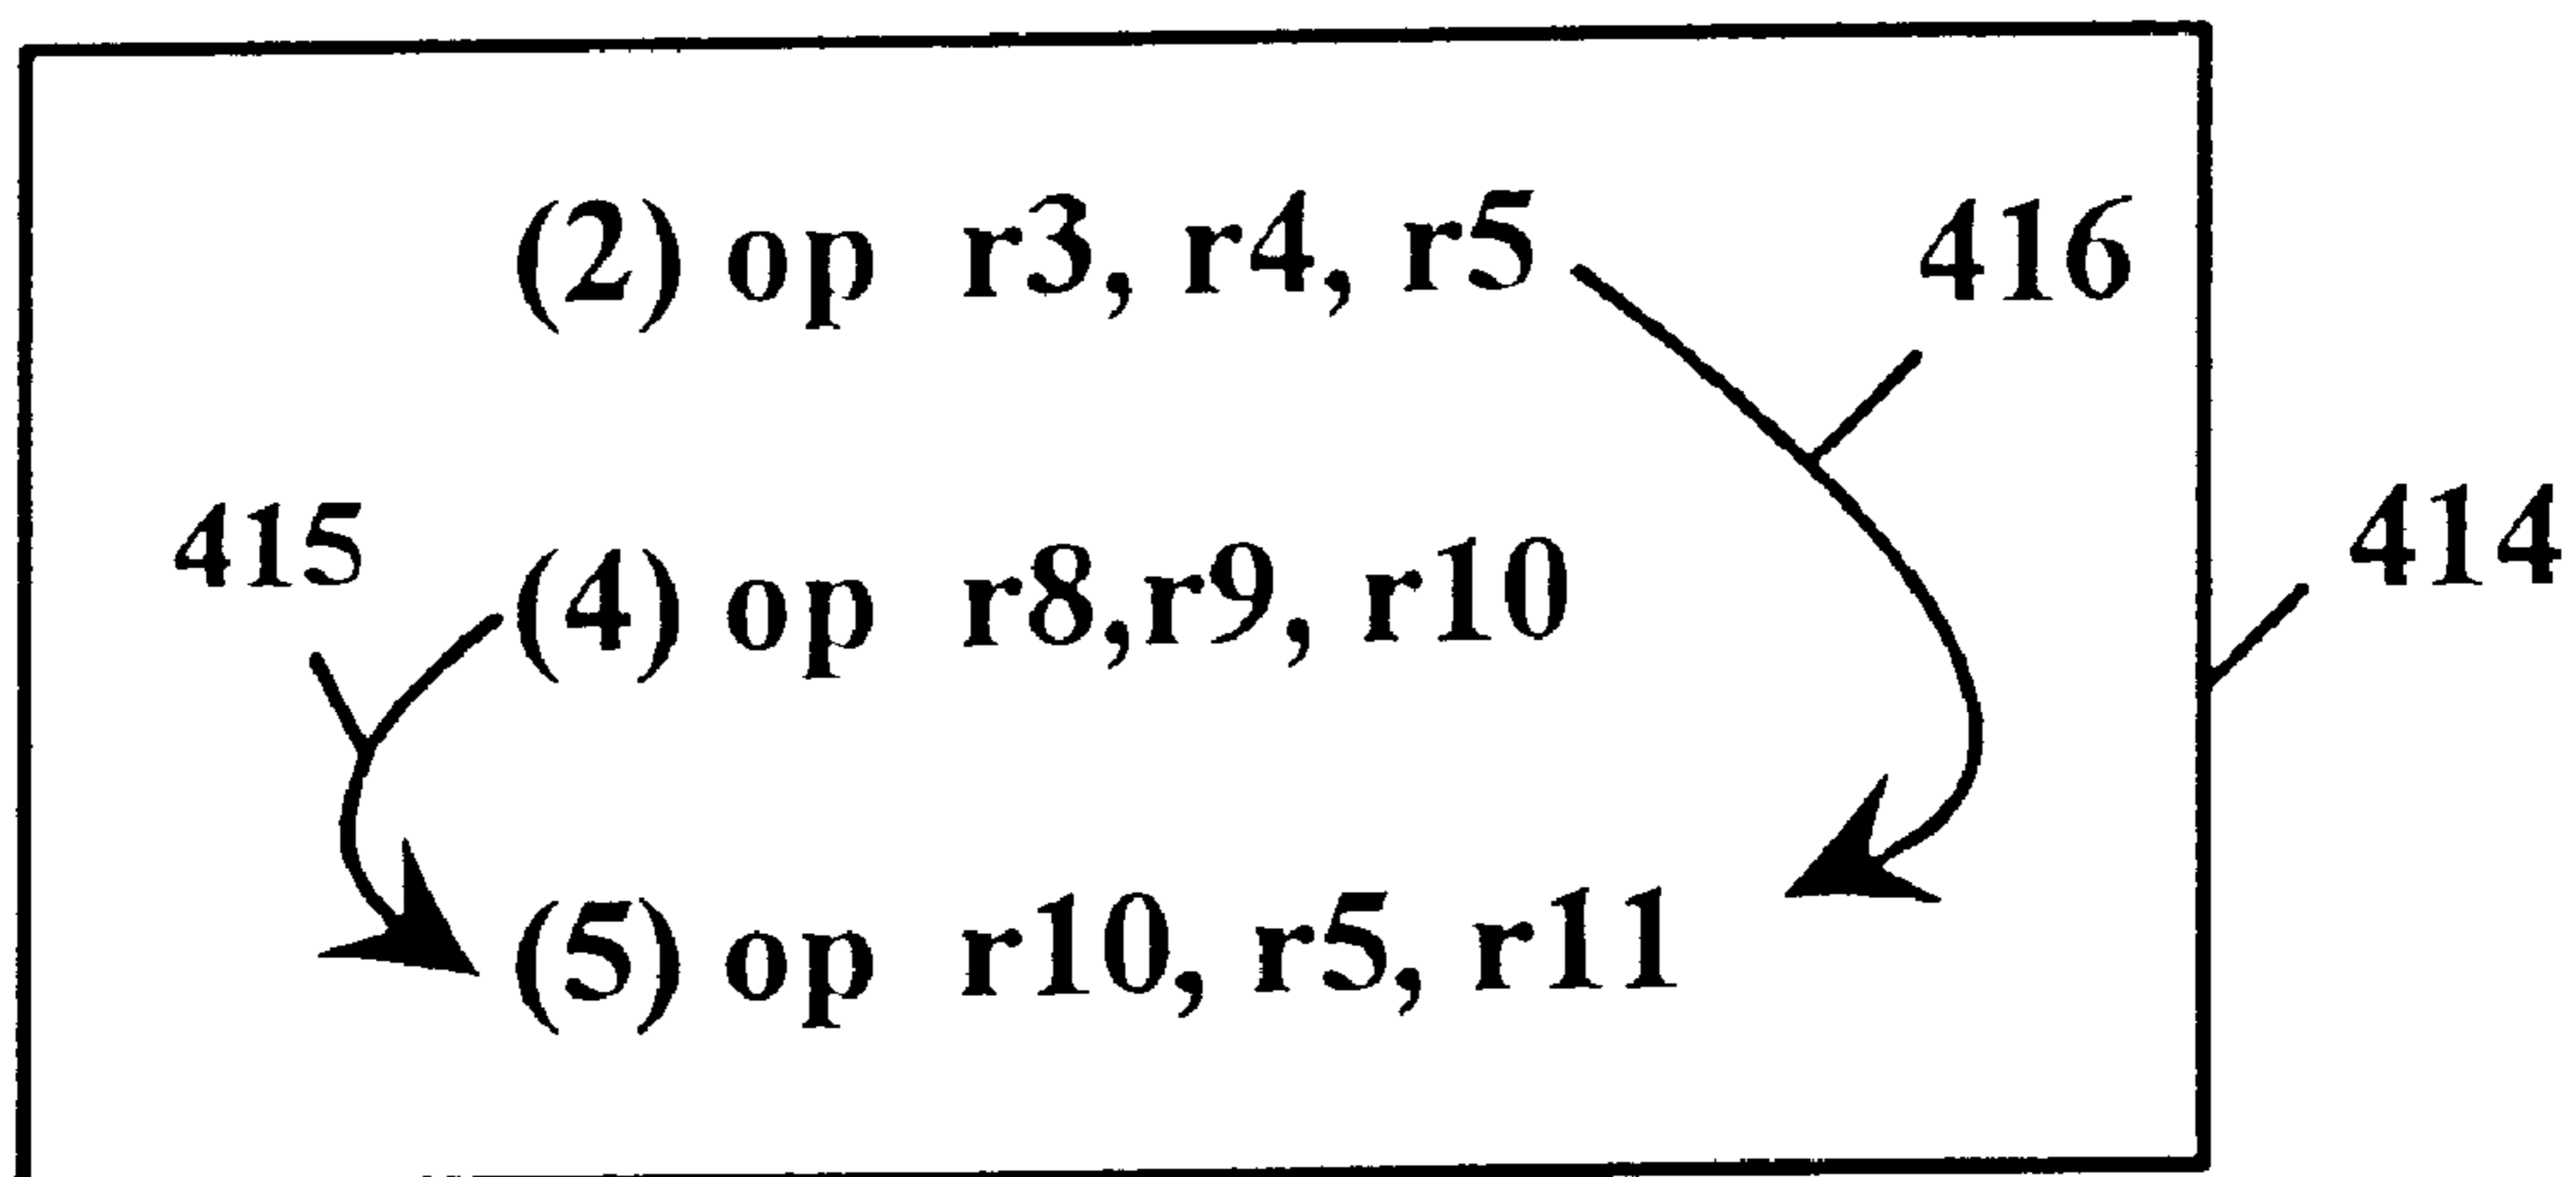 (2) op r3, r4, r5
416
415
414
(4) op r8,r9, r10
(5) op r10, r5, r11